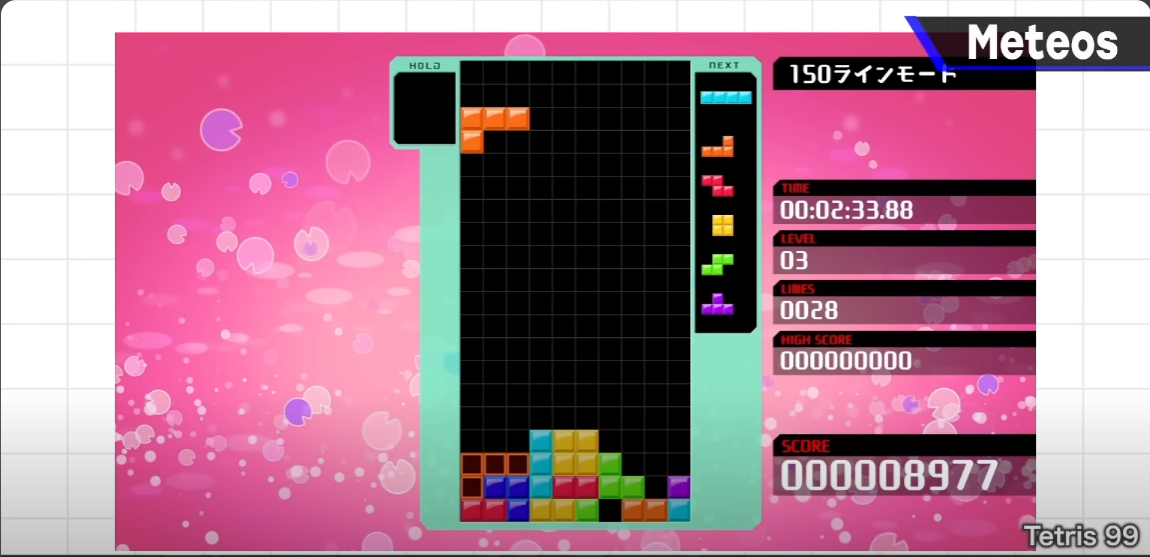 Meteos
HOLD
NEXT
150ラインモード
TIME
00:02:33.88
LEVEL
03
LINES
0028
HIGH SCORE
000000000
SCORE
000008977
Tetris 99